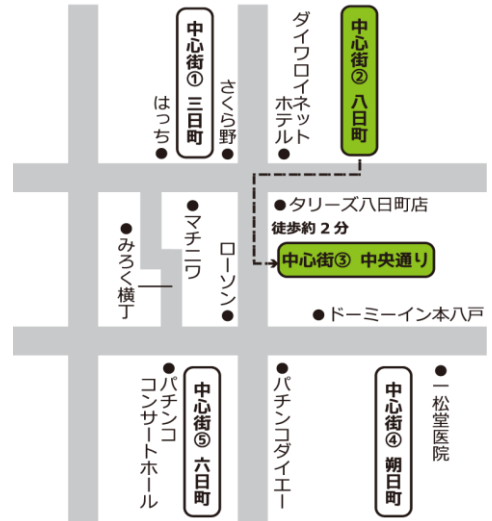 中心街① 三日町
さくら野
はっち
ダイワロイネット
ホテル
中心街② 八日町
タリーズ八日町店
徒歩約2分
中心街③ 中央通り
マチニワ
みろく横丁
ローソン
ドーミーイン本八戸
パチンコ
コンサートホール
中心街⑤ 六日町
パチンコダイエー
中心街④ 朔日町
一松堂医院